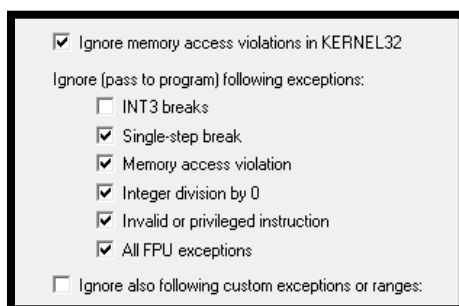 Ignore memory access violations in KERNEL32
Ignore (pass to program) following exceptions:
INT3 breaks
Single-step break
Memory access violation
Integer division by 0
Invalid or privileged instruction
All FPU exceptions
Ignore also following custom exceptions or ranges: